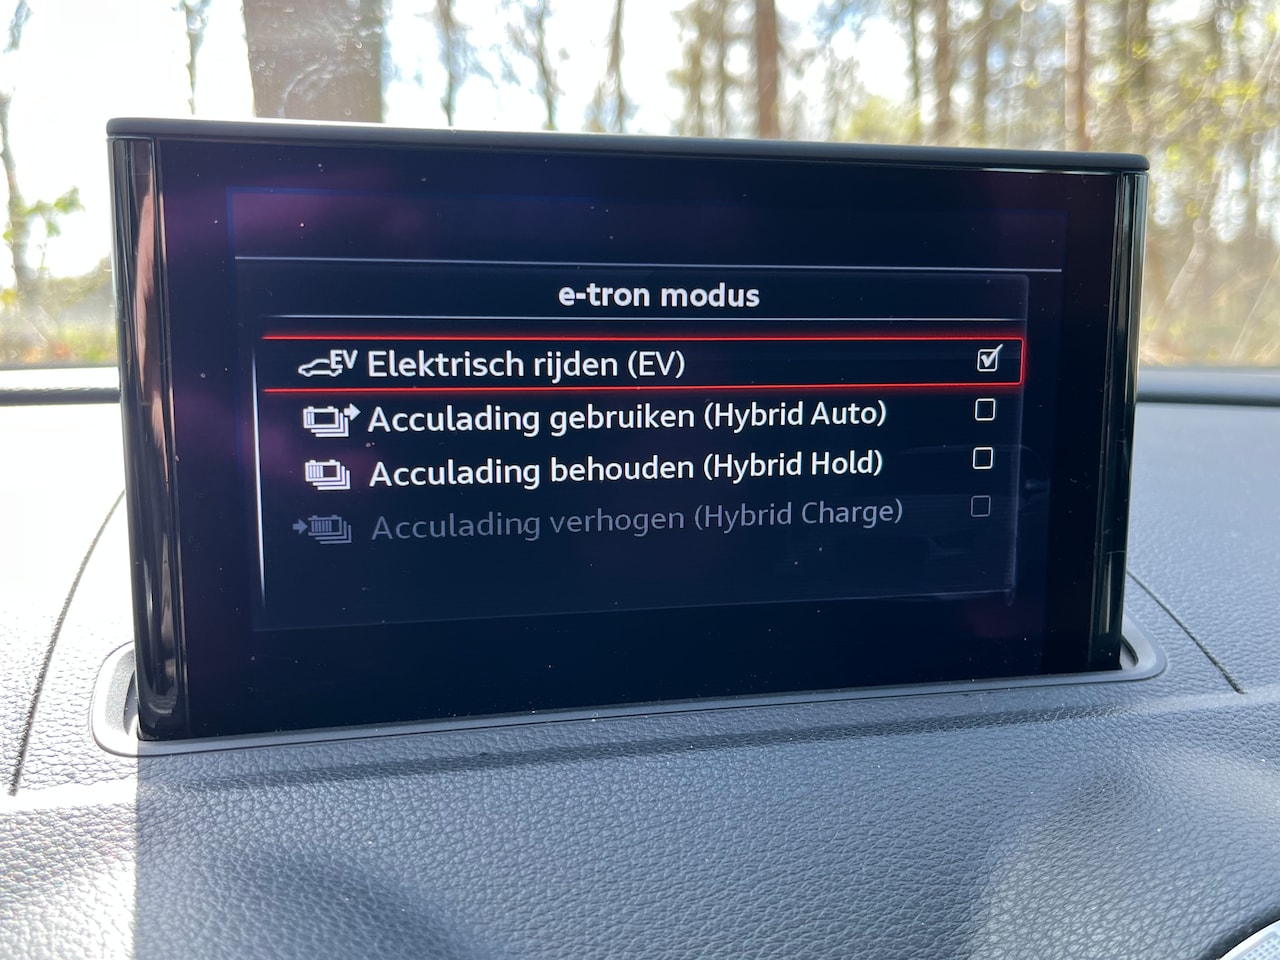 e-tron modus
EV Elektrisch rijden (EV)
Acculading gebruiken (Hybrid Auto)
Acculading behouden (Hybrid Hold)
Acculading verhogen (Hybrid Charge)